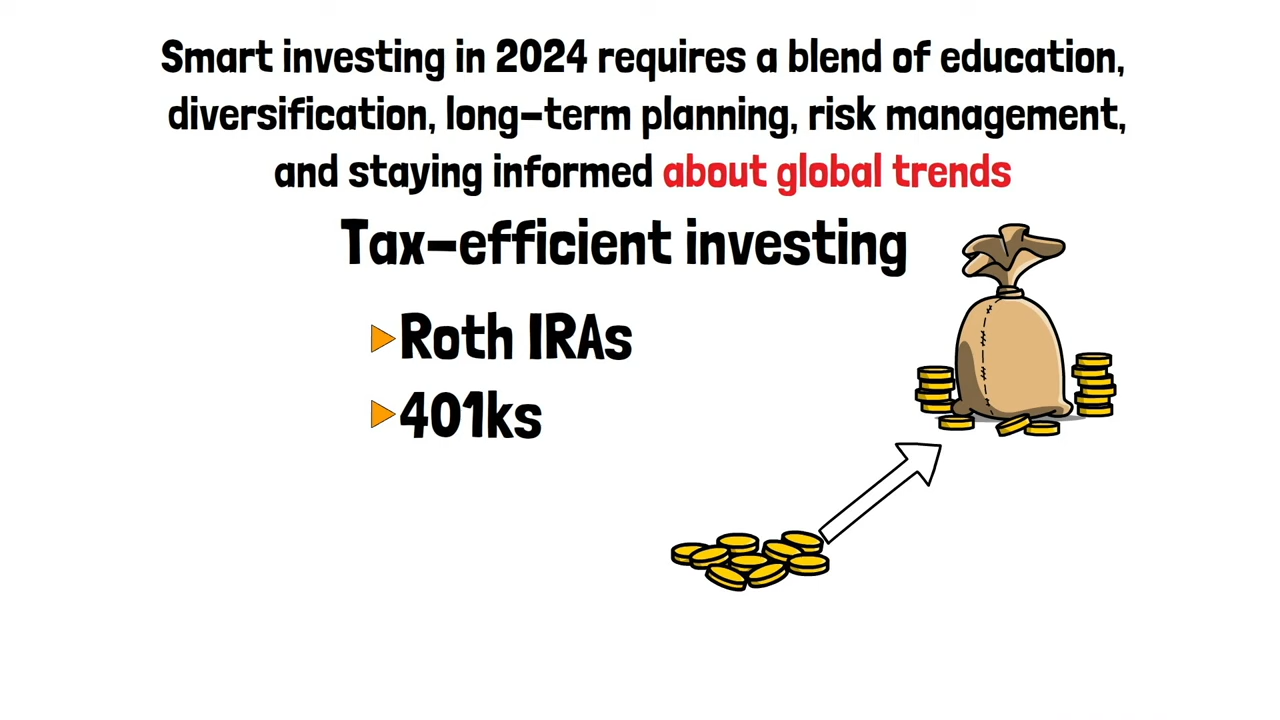 Smart investing in 2024 requires a blend of education,
diversification, long-term planning, risk management,
and staying informed about global trends
Tax-efficient investing
Roth IRAs
401ks